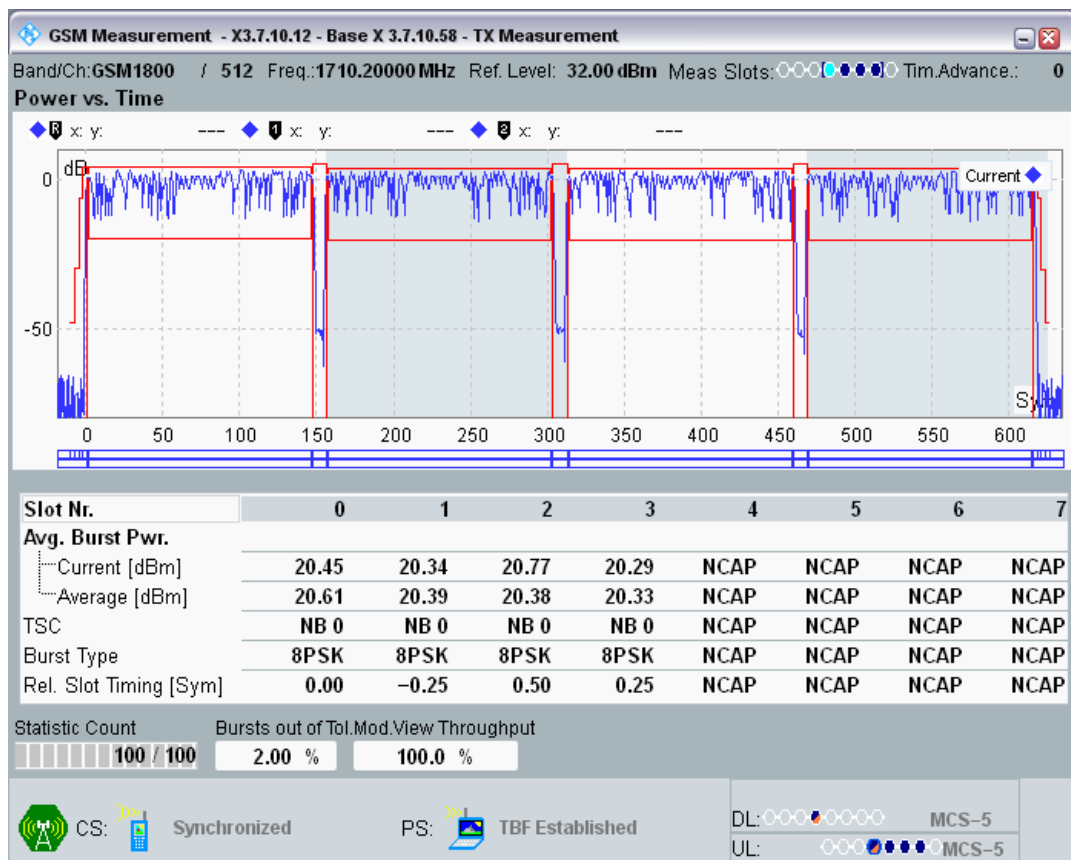 GSM Measurement - X3.7.10.12 - Base X 3.7.10.58 - TX Measurement
Band/Ch:GSM1800 / 512 Freq.:1710.20000 MHz Ref. Level: 32.00 dBm Meas Slots: Tim.Advance.: 0
Power vs. Time
R x: y: --- 1 x: y: --- 2 x: y: ---
dB
Current
0
-50
0 50 100 150 200 250 300 350 400 450 500 550 600
Slot Nr. 0 1 2 3 4 5 6 7
Avg. Burst Pwr.
Current [dBm] 20.45 20.34 20.77 20.29 NCAP NCAP NCAP NCAP
Average [dBm] 20.61 20.39 20.38 20.33 NCAP NCAP NCAP NCAP
TSC NB 0 NB 0 NB 0 NB 0 NCAP NCAP NCAP NCAP
Burst Type 8PSK 8PSK 8PSK 8PSK NCAP NCAP NCAP NCAP
Rel. Slot Timing [Sym] 0.00 −0.25 0.50 0.25 NCAP NCAP NCAP NCAP
Statistic Count Bursts out of Tol.Mod.View Throughput
100 / 100 2.00 % 100.0 %
CS: Synchronized PS: TBF Established
DL: MCS−5
UL: MCS−5